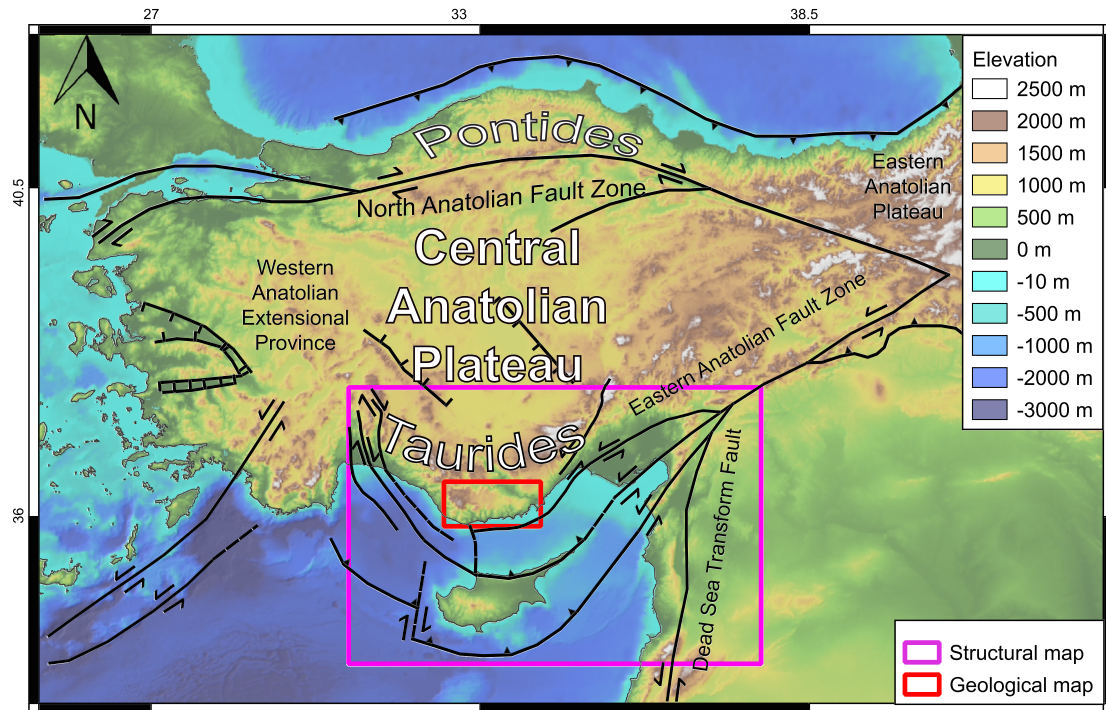 27
33
38.5
40.5
36
N
Pontides
North Anatolian Fault Zone
Central
Anatolian
Plateau
Western
Anatolian
Extensional
Province
Eastern
Anatolian
Plateau
Eastern Anatolian Fault Zone
Taurides
Dead Sea Transform Fault
Elevation
2500 m
2000 m
1500 m
1000 m
500 m
0 m
-10 m
-500 m
-1000 m
-2000 m
-3000 m
Structural map
Geological map